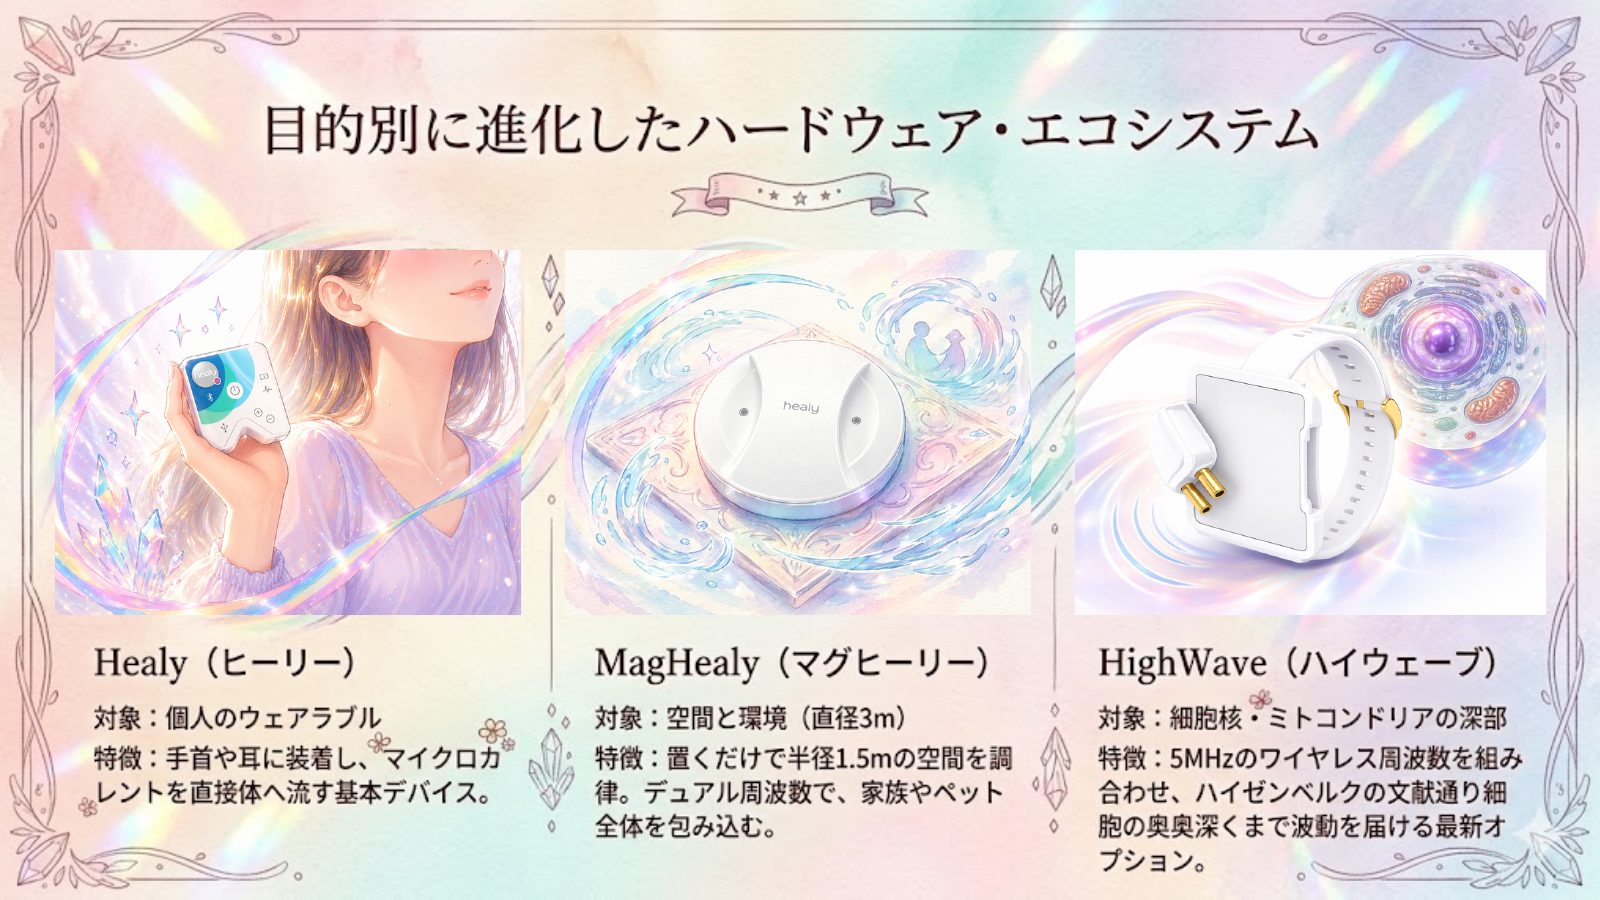 目的別に進化したハードウェア・エコシステム
healy
healy
Healy（ヒーリー）
対象：個人のウェアラブル
特徴：手首や耳に装着し、マイクロカ
レントを直接体へ流す基本デバイス。
MagHealy（マグヒーリー）
対象：空間と環境（直径3m）
特徴：置くだけで半径1.5mの空間を調
律。デュアル周波数で、家族やペット
全体を包み込む。
HighWave（ハイウェーブ）
対象：細胞核・ミトコンドリアの深部
特徴：5MHzのワイヤレス周波数を組み
合わせ、ハイゼンベルクの文献通り細
胞の奥奥深くまで波動を届ける最新オ
プション。